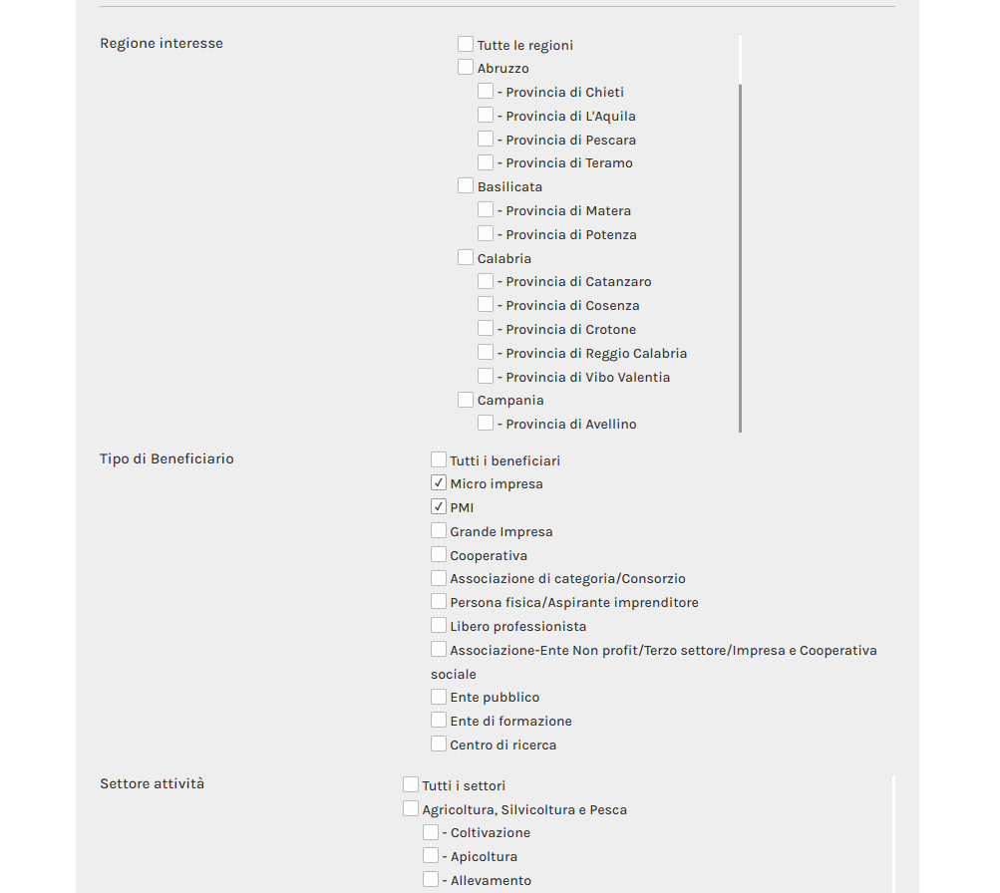 Regione interesse
Tutte le regioni
Abruzzo
- Provincia di Chieti
- Provincia di L'Aquila
- Provincia di Pescara
- Provincia di Teramo
Basilicata
- Provincia di Matera
- Provincia di Potenza
Calabria
- Provincia di Catanzaro
- Provincia di Cosenza
- Provincia di Crotone
- Provincia di Reggio Calabria
- Provincia di Vibo Valentia
Campania
- Provincia di Avellino
Tipo di Beneficiario
Tutti i beneficiari
Micro impresa
PMI
Grande Impresa
Cooperativa
Associazione di categoria/Consorzio
Persona fisica/Aspirante imprenditore
Libero professionista
Associazione-Ente Non profit/Terzo settore/Impresa e Cooperativa
sociale
Ente pubblico
Ente di formazione
Centro di ricerca
Settore attività
Tutti i settori
Agricoltura, Silvicoltura e Pesca
- Coltivazione
- Apicoltura
- Allevamento